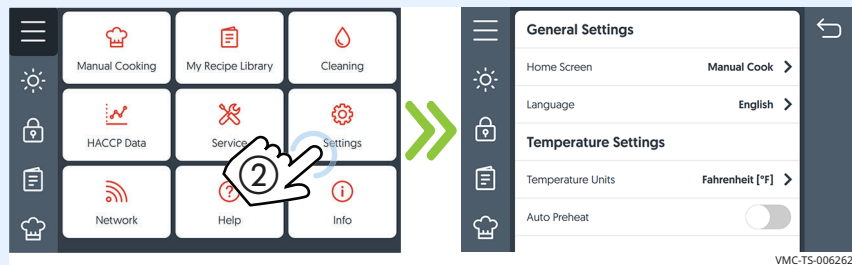 Manual Cooking
My Recipe Library
Cleaning
HACCP Data
Service
Settings
2
Network
Help
Info
General Settings
Home Screen Manual Cook
Language English
Temperature Settings
Temperature Units Fahrenheit [°F]
Auto Preheat
VMC-TS-006262